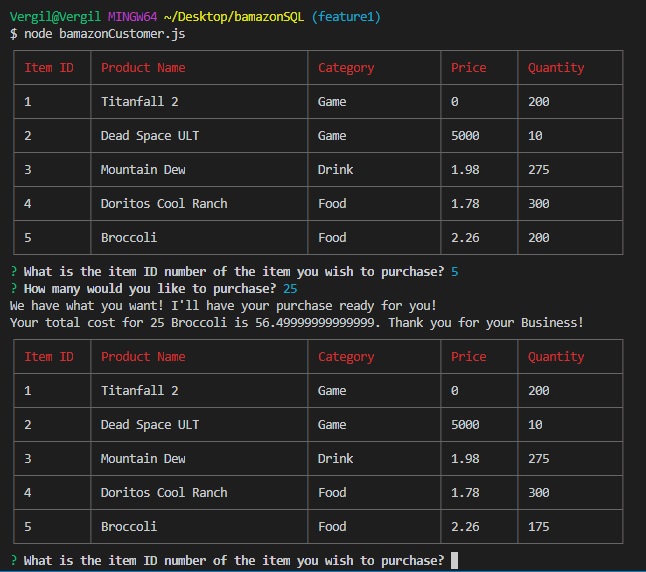 Vergil@Vergil MINGW64 ~/Desktop/bamazonSQL (feature1)
$ node bamazonCustomer.js
Item ID Product Name Category Price Quantity
1 Titanfall 2 Game 0 200
2 Dead Space ULT Game 5000 10
3 Mountain Dew Drink 1.98 275
4 Doritos Cool Ranch Food 1.78 300
5 Broccoli Food 2.26 200
? What is the item ID number of the item you wish to purchase? 5
? How many would you like to purchase? 25
We have what you want! I'll have your purchase ready for you!
Your total cost for 25 Broccoli is 56.49999999999999. Thank you for your Business!
Item ID Product Name Category Price Quantity
1 Titanfall 2 Game 0 200
2 Dead Space ULT Game 5000 10
3 Mountain Dew Drink 1.98 275
4 Doritos Cool Ranch Food 1.78 300
5 Broccoli Food 2.26 175
? What is the item ID number of the item you wish to purchase?